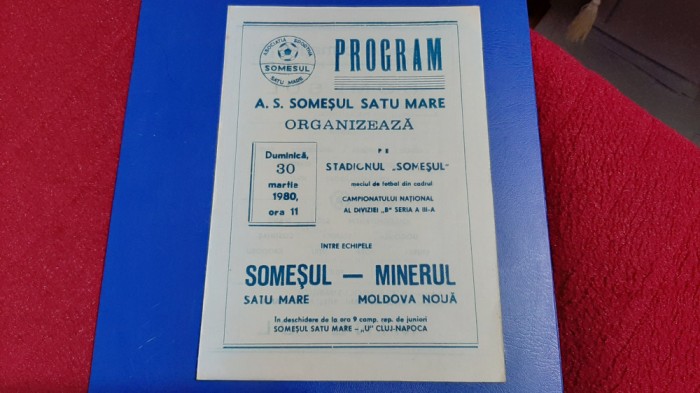 ASOCIAȚIA SPORTIVĂ
SOMEȘUL
SATU MARE
PROGRAM
A. S. SOMEȘUL SATU MARE
ORGANIZEAZĂ
Duminică,
30
martie
1980,
ora 11
PE
STADIONUL „SOMEȘUL"
meciul de fotbal din cadrul
CAMPIONATULUI NAȚIONAL
AL DIVIZIEI „B" SERIA A III-A
ÎNTRE ECHIPELE
SOMEȘUL — MINERUL
SATU MARE MOLDOVA NOUĂ
În deschidere de la ora 9 camp. rep. de juniori
SOMEȘUL SATU MARE – „U" CLUJ-NAPOCA